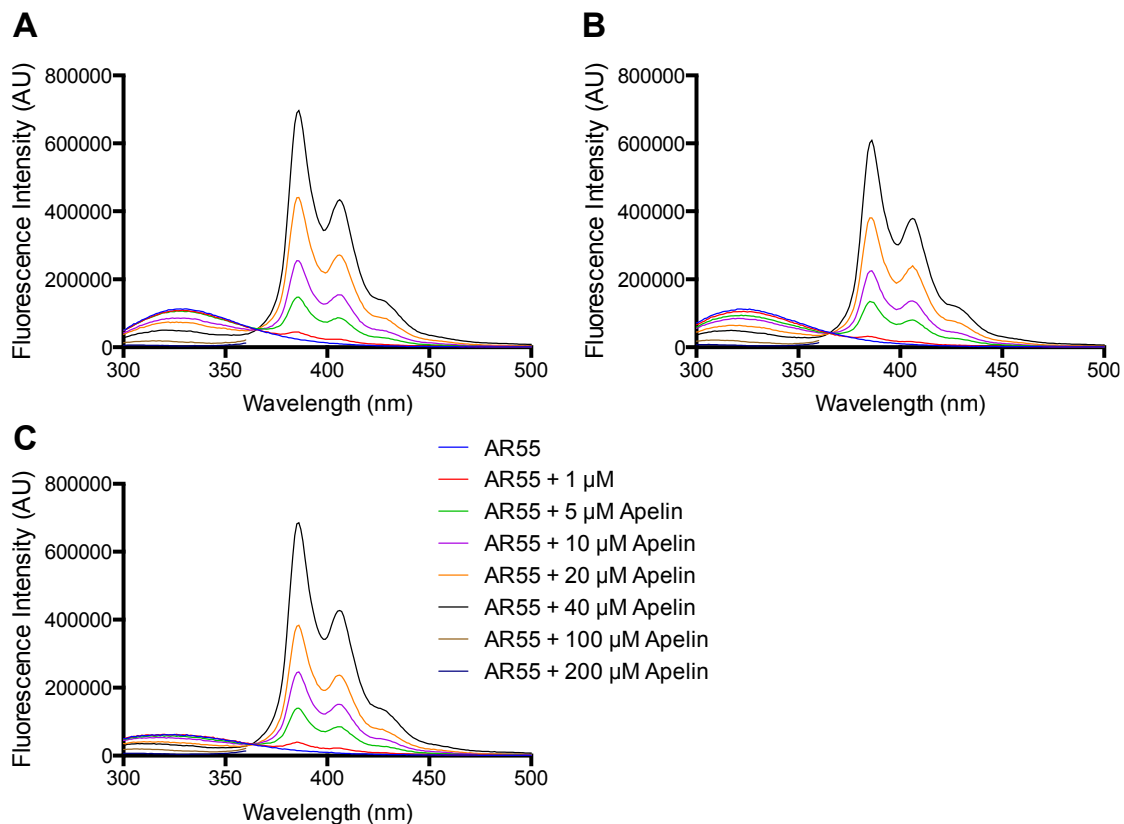 A
Fluorescence Intensity (AU)
800000
600000
400000
200000
0
300
350
400
450
500
Wavelength (nm)
B
Fluorescence Intensity (AU)
800000
600000
400000
200000
0
300
350
400
450
500
Wavelength (nm)
C
Fluorescence Intensity (AU)
800000
600000
400000
200000
0
300
350
400
450
500
Wavelength (nm)
AR55
AR55 + 1 µM
AR55 + 5 µM Apelin
AR55 + 10 µM Apelin
AR55 + 20 µM Apelin
AR55 + 40 µM Apelin
AR55 + 100 µM Apelin
AR55 + 200 µM Apelin